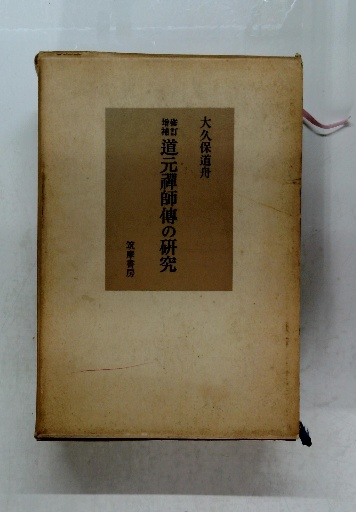 大久保道舟
修訂
増補
道元禪師傳の研究
筑摩書房